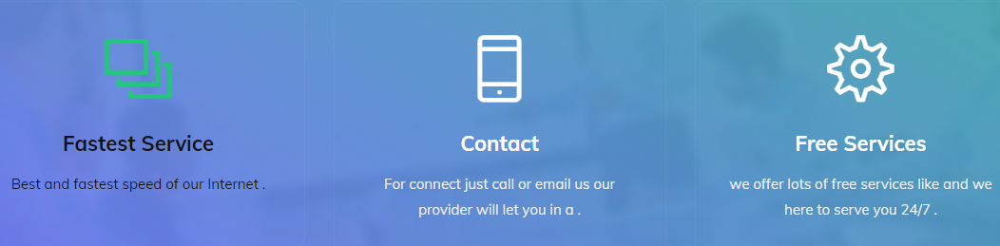 Fastest Service
Best and fastest speed of our Internet .
Contact
For connect just call or email us our
provider will let you in a .
Free Services
we offer lots of free services like and we
here to serve you 24/7 .